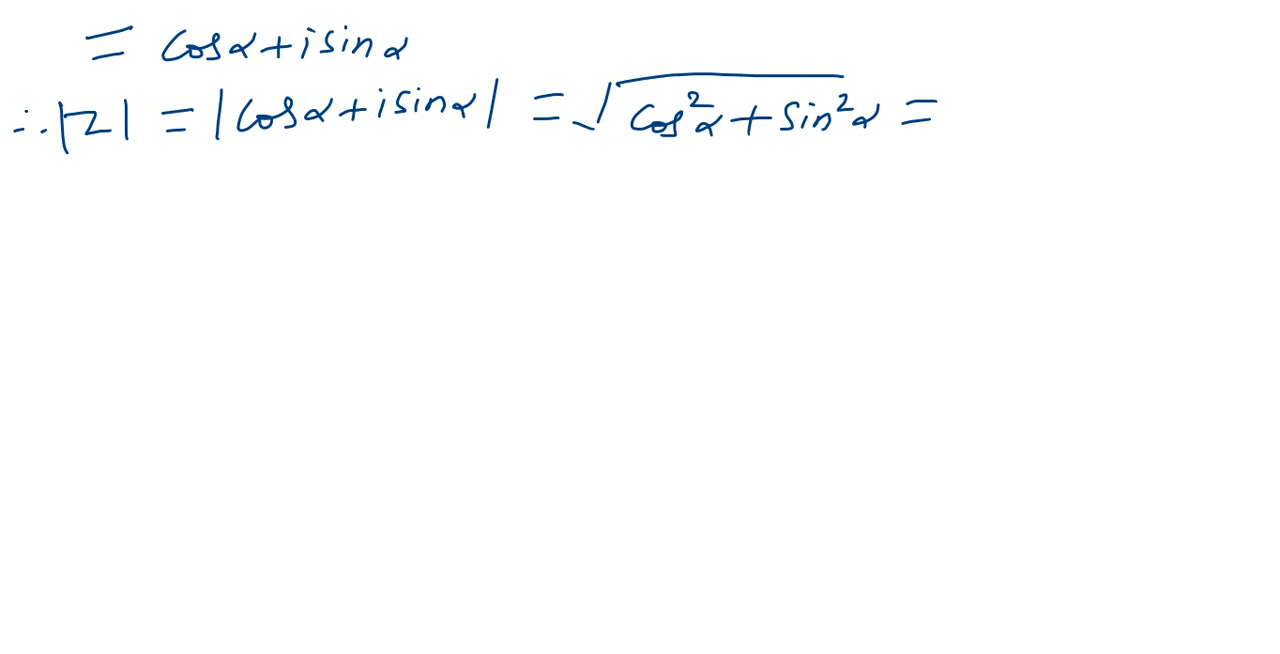 = cosα + i sinα
∴ |z| = |cosα + i sinα| = √cos²α + sin²α =